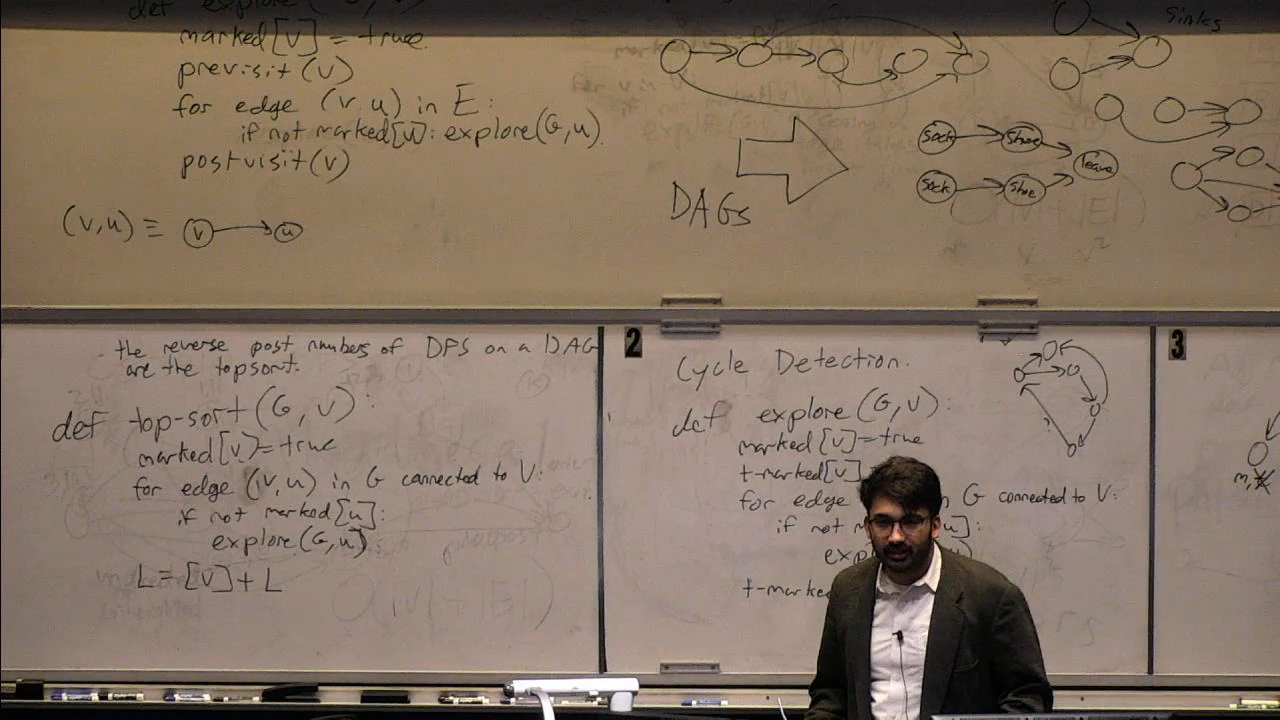 def explore(G, V)
marked[v] = true
previsit(v)
for edge (v,u) in E:
if not marked[u]: explore(G,u)
postvisit(v)
(v,u) ≡ v u
DAGs
sock shoe
sock shoe
leave
sinks
the reverse post numbers of DFS on a DAG
are the topsort.
def top-sort(G, V):
marked[v]=true
for edge (v,u) in G connected to V:
if not marked[u]:
explore(G,u)
L = [v] + L
2
Cycle Detection.
def explore(G, V):
marked[v]=true
t-marked[v]
for edge in G connected to V:
if not u]:
t-marke
3